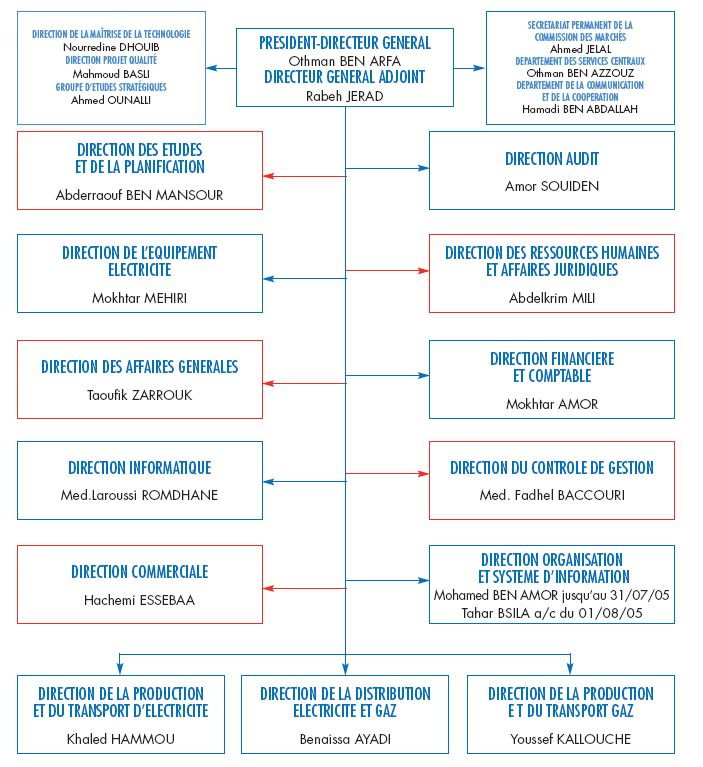 DIRECTION DE LA MAÎTRISE DE LA TECHNOLOGIE
Nourredine DHOUIB
DIRECTION PROJET QUALITÉ
Mahmoud BASLI
GROUPE D'ETUDES STRATÉGIQUES
Ahmed OUNALLI
PRESIDENT-DIRECTEUR GENERAL
Othman BEN ARFA
DIRECTEUR GENERAL ADJOINT
Rabeh JERAD
SECRETARIAT PERMANENT DE LA
COMMISSION DES MARCHÉS
Ahmed JELAL
DEPARTEMENT DES SERVICES CENTRAUX
Othman BEN AZZOUZ
DEPARTEMENT DE LA COMMUNICATION
ET DE LA COOPERATION
Hamadi BEN ABDALLAH
DIRECTION DES ETUDES
ET DE LA PLANIFICATION
Abderraouf BEN MANSOUR
DIRECTION AUDIT
Amor SOUIDEN
DIRECTION DE L'EQUIPEMENT
ELECTRICITE
Mokhtar MEHIRI
DIRECTION DES RESSOURCES HUMAINES
ET AFFAIRES JURIDIQUES
Abdelkrim MILI
DIRECTION DES AFFAIRES GENERALES
Taoufik ZARROUK
DIRECTION FINANCIERE
ET COMPTABLE
Mokhtar AMOR
DIRECTION INFORMATIQUE
Med.Laroussi ROMDHANE
DIRECTION DU CONTROLE DE GESTION
Med. Fadhel BACCOURI
DIRECTION COMMERCIALE
Hachemi ESSEBAA
DIRECTION ORGANISATION
ET SYSTEME D'INFORMATION
Mohamed BEN AMOR jusqu'au 31/07/05
Tahar BSILA a/c du 01/08/05
DIRECTION DE LA PRODUCTION
ET DU TRANSPORT D'ELECTRICITE
Khaled HAMMOU
DIRECTION DE LA DISTRIBUTION
ELECTRICITE ET GAZ
Benaissa AYADI
DIRECTION DE LA PRODUCTION
E T DU TRANSPORT GAZ
Youssef KALLOUCHE